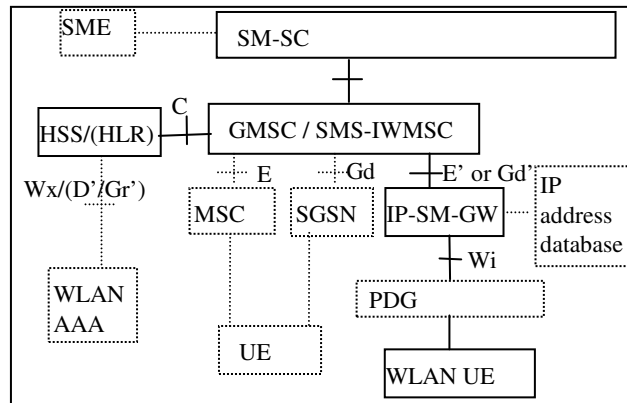 SME
SM-SC
C
HSS/(HLR)
GMSC / SMS-IWMSC
E
Gd
E’ or Gd’
Wx/(D’/Gr’)
MSC
SGSN
IP-SM-GW
IP
address
database
Wi
WLAN
AAA
PDG
UE
WLAN UE